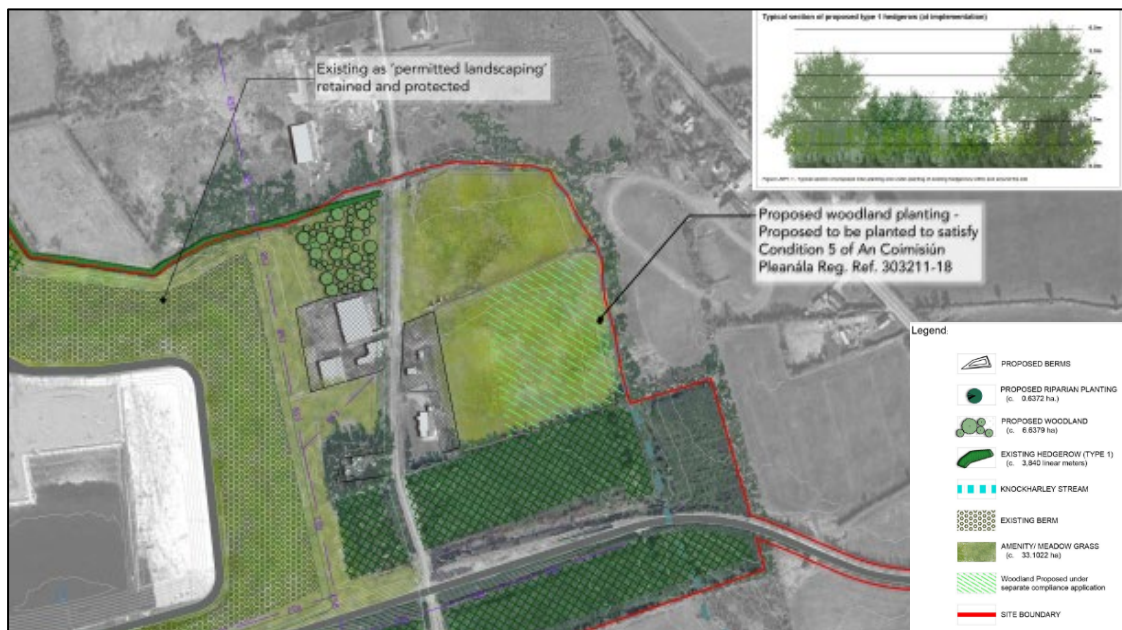 Typical section of proposed type 1 hedgerow (at implementation)
Existing as 'permitted landscaping'
retained and protected
Proposed woodland planting -
Proposed to be planted to satisfy
Condition 5 of An Coimisiún
Pleanála Reg. Ref. 303211-18
Legend
PROPOSED BERMS
PROPOSED RIPARIAN PLANTING
(c. 0.6372 ha.)
PROPOSED WOODLAND
(c. 6.6379 ha)
EXISTING HEDGEROW (TYPE 1)
(c. 3,840 linear meters)
KNOCKHARLEY STREAM
EXISTING BERM
AMENITY/ MEADOW GRASS
(c. 33.1022 ha)
Woodland Proposed under
separate compliance application
SITE BOUNDARY